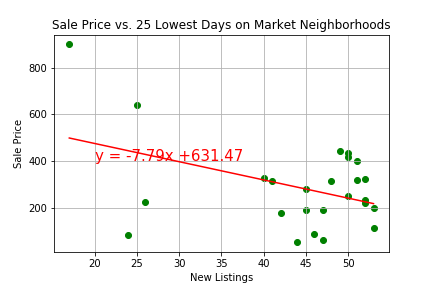 Sale Price vs. 25 Lowest Days on Market Neighborhoods
800
600
400
200
Sale Price
y = -7.79x +631.47
20 25 30 35 40 45 50
New Listings